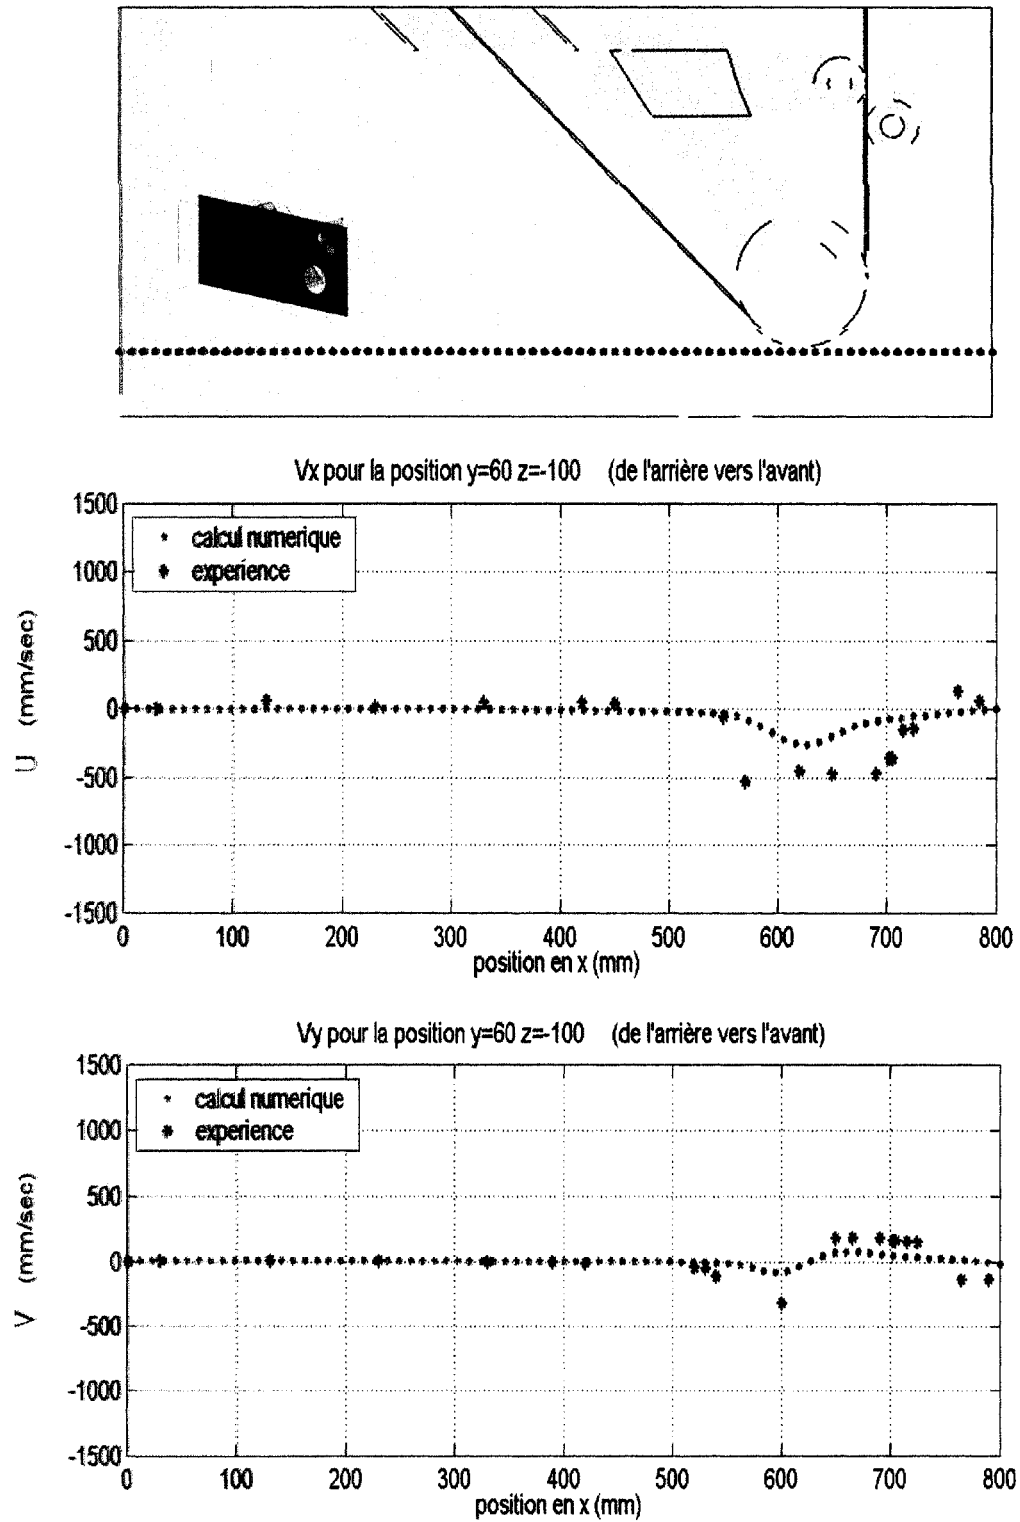 Vx pour la position y=60 z=-100 (de l'arrière vers l'avant)
1500
1000
500
0
-500
-1000
-1500
calcul numerique
experience
U (mm/sec)
0 100 200 300 400 500 600 700 800
position en x (mm)
Vy pour la position y=60 z=-100 (de l'arrière vers l'avant)
1500
1000
500
0
-500
-1000
-1500
calcul numerique
experience
V (mm/sec)
0 100 200 300 400 500 600 700 800
position en x (mm)